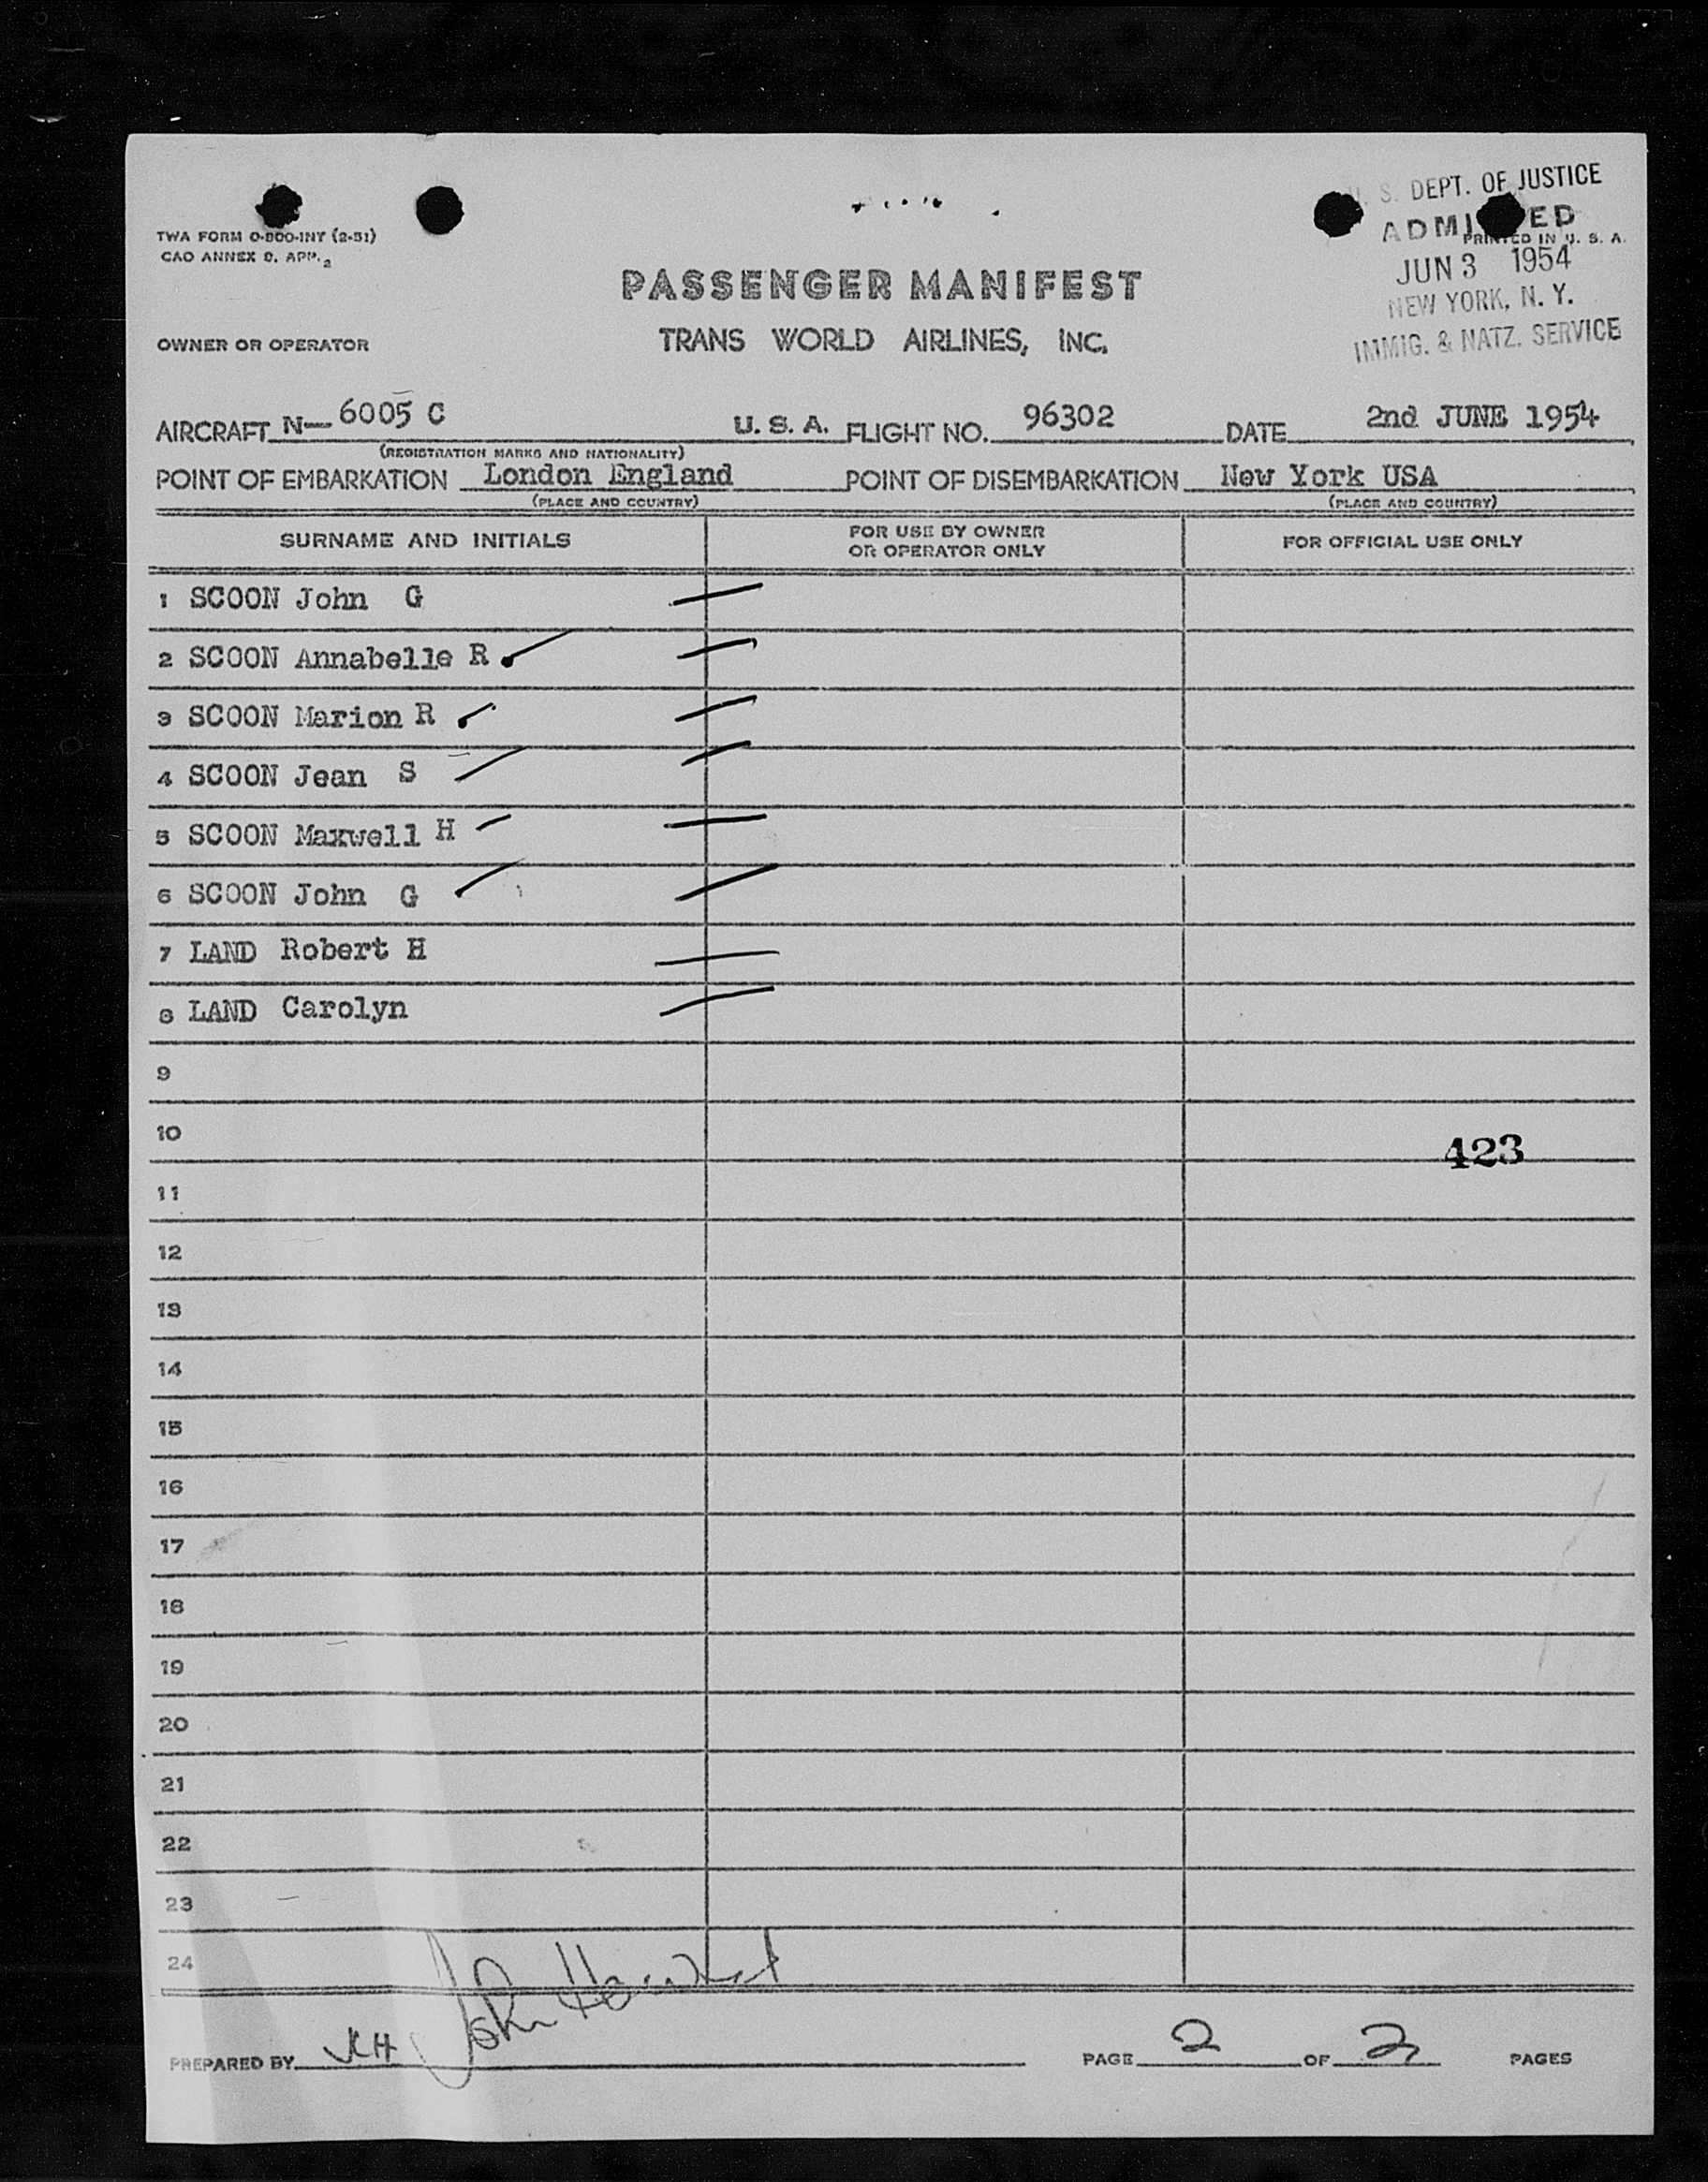 U. S. DEPT. OF JUSTICE
ADMITTED
TWA FORM O-800-INT (2-51)
PRINTED IN U. S. A.
CAO ANNEX 9, APP. 2
JUN 3 1954
PASSENGER MANIFEST
NEW YORK, N. Y.
OWNER OR OPERATOR
TRANS WORLD AIRLINES, INC.
IMMIG. & NATZ. SERVICE
AIRCRAFT N— 6005 C U. S. A. FLIGHT NO. 96302 DATE 2nd JUNE 1954
(REGISTRATION MARKS AND NATIONALITY)
POINT OF EMBARKATION London England POINT OF DISEMBARKATION New York USA
(PLACE AND COUNTRY) (PLACE AND COUNTRY)
SURNAME AND INITIALS FOR USE BY OWNER OR OPERATOR ONLY FOR OFFICIAL USE ONLY
1 SCOON John G
2 SCOON Annabelle R
3 SCOON Marion R
4 SCOON Jean S
5 SCOON Maxwell H
6 SCOON John G
7 LAND Robert H
8 LAND Carolyn
9
10 423
11
12
13
14
15
16
17
18
19
20
21
22
23
24
PREPARED BY John PAGE 2 OF 2 PAGES